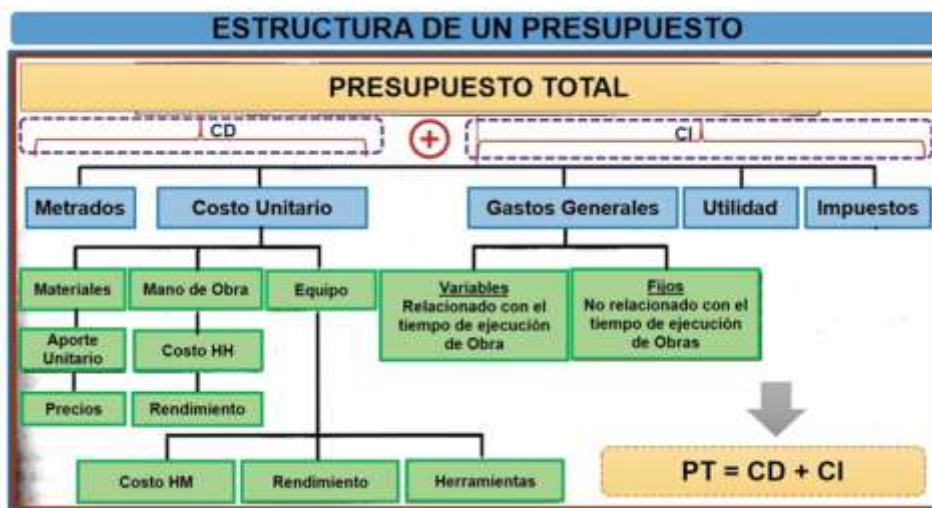 ESTRUCTURA DE UN PRESUPUESTO
PRESUPUESTO TOTAL
CD
+
CI
Metrados
Costo Unitario
Gastos Generales
Utilidad
Impuestos
Materiales
Mano de Obra
Equipo
Variables
Relacionado con el
tiempo de ejecución
de Obra
Fijos
No relacionado con el
tiempo de ejecución
de Obras
Aporte
Unitario
Costo HH
Precios
Rendimiento
Costo HM
Rendimiento
Herramientas
PT = CD + CI